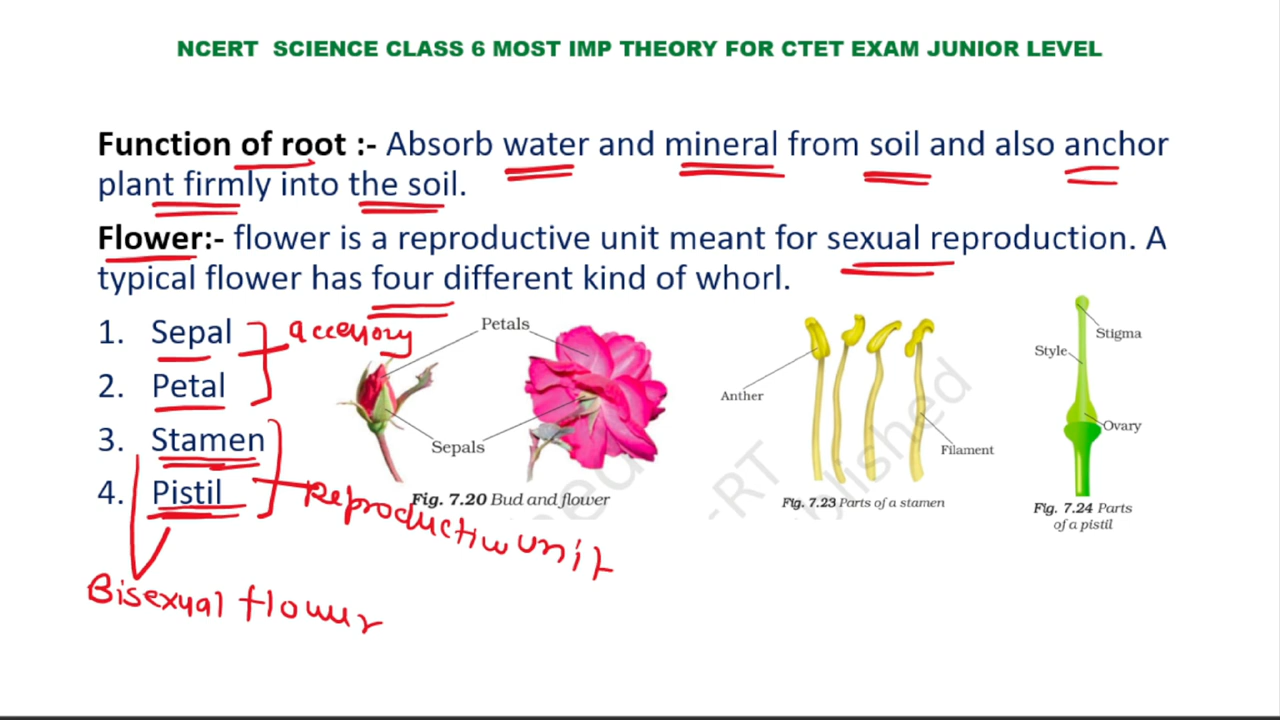 NCERT SCIENCE CLASS 6 MOST IMP THEORY FOR CTET EXAM JUNIOR LEVEL
Function of root :- Absorb water and mineral from soil and also anchor
plant firmly into the soil.
Flower:- flower is a reproductive unit meant for sexual reproduction. A
typical flower has four different kind of whorl.
1. Sepal
2. Petal
3. Stamen
4. Pistil
accessory
Reproductive unit
Bisexual flower
Petals
Sepals
Fig. 7.20 Bud and flower
Anther
Filament
Fig. 7.23 Parts of a stamen
Stigma
Style
Ovary
Fig. 7.24 Parts
of a pistil